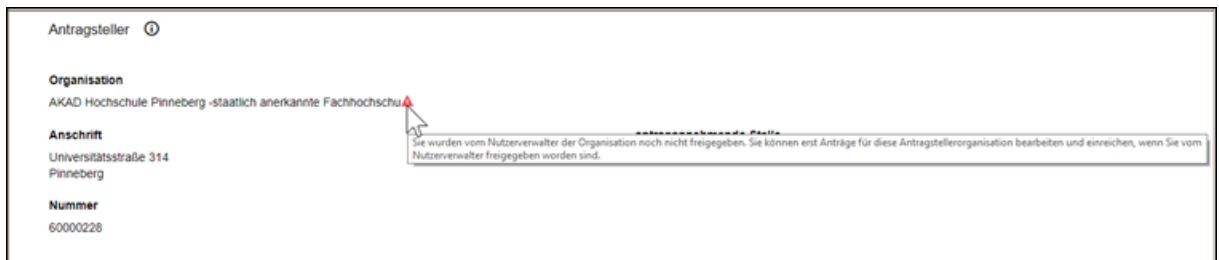 Antragsteller
Organisation
AKAD Hochschule Pinneberg -staatlich anerkannte Fachhochschu
Anschrift
antragannehmende Stelle
Sie wurden vom Nutzerverwalter der Organisation noch nicht freigegeben. Sie können erst Anträge für diese Antragstellerorganisation bearbeiten und einreichen, wenn Sie vom
Nutzerverwalter freigegeben worden sind.
Universitätsstraße 314
Pinneberg
Nummer
60000228